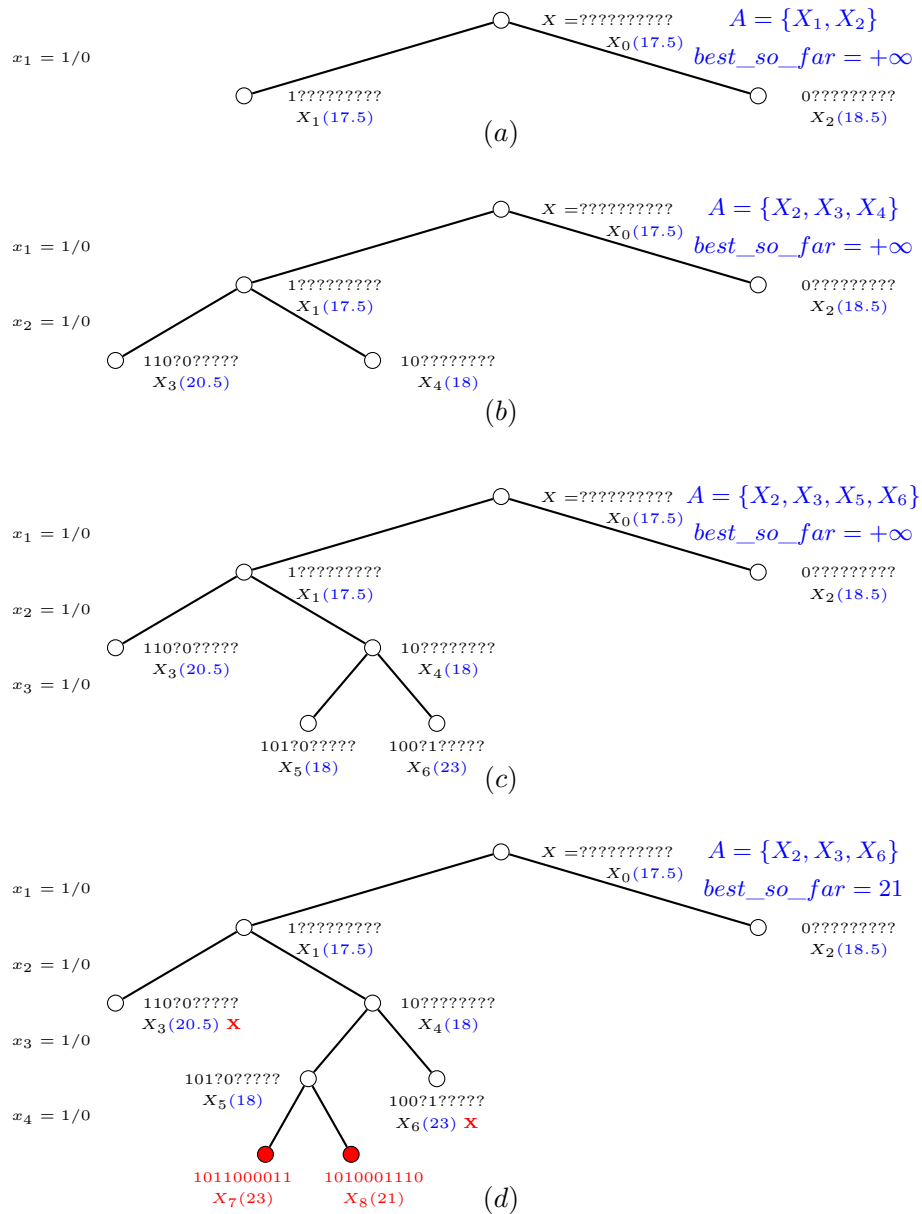 X =?????????? A = {X₁, X₂}
X₀(17.5) best_so_far = +∞
x₁ = 1/0
1????????? 0?????????
X₁(17.5) X₂(18.5)
(a)
X =?????????? A = {X₂, X₃, X₄}
X₀(17.5) best_so_far = +∞
x₁ = 1/0
1????????? 0?????????
X₁(17.5) X₂(18.5)
x₂ = 1/0
110?0????? 10????????
X₃(20.5) X₄(18)
(b)
X =?????????? A = {X₂, X₃, X₅, X₆}
X₀(17.5) best_so_far = +∞
x₁ = 1/0
1????????? 0?????????
X₁(17.5) X₂(18.5)
x₂ = 1/0
110?0????? 10????????
X₃(20.5) X₄(18)
x₃ = 1/0
101?0????? 100?1?????
X₅(18) X₆(23)
(c)
X =?????????? A = {X₂, X₃, X₆}
X₀(17.5) best_so_far = 21
x₁ = 1/0
1????????? 0?????????
X₁(17.5) X₂(18.5)
x₂ = 1/0
110?0????? 10????????
X₃(20.5) X X₄(18)
x₃ = 1/0
101?0????? 100?1?????
X₅(18) X₆(23) X
x₄ = 1/0
1011000011 1010001110
X₇(23) X₈(21)
(d)